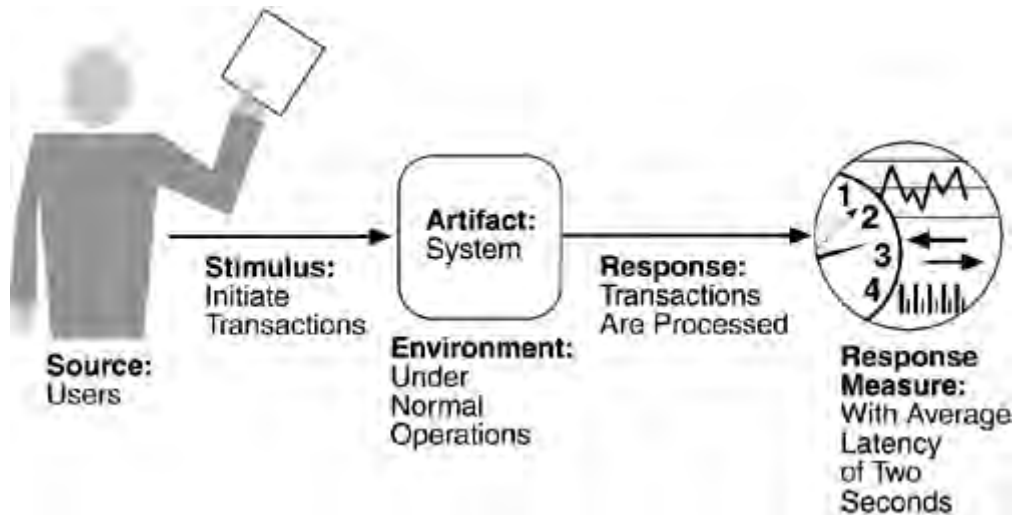 Source:
Users
Stimulus:
Initiate
Transactions
Artifact:
System
Environment:
Under
Normal
Operations
Response:
Transactions
Are Processed
1
2
3
4
Response
Measure:
With Average
Latency
of Two
Seconds